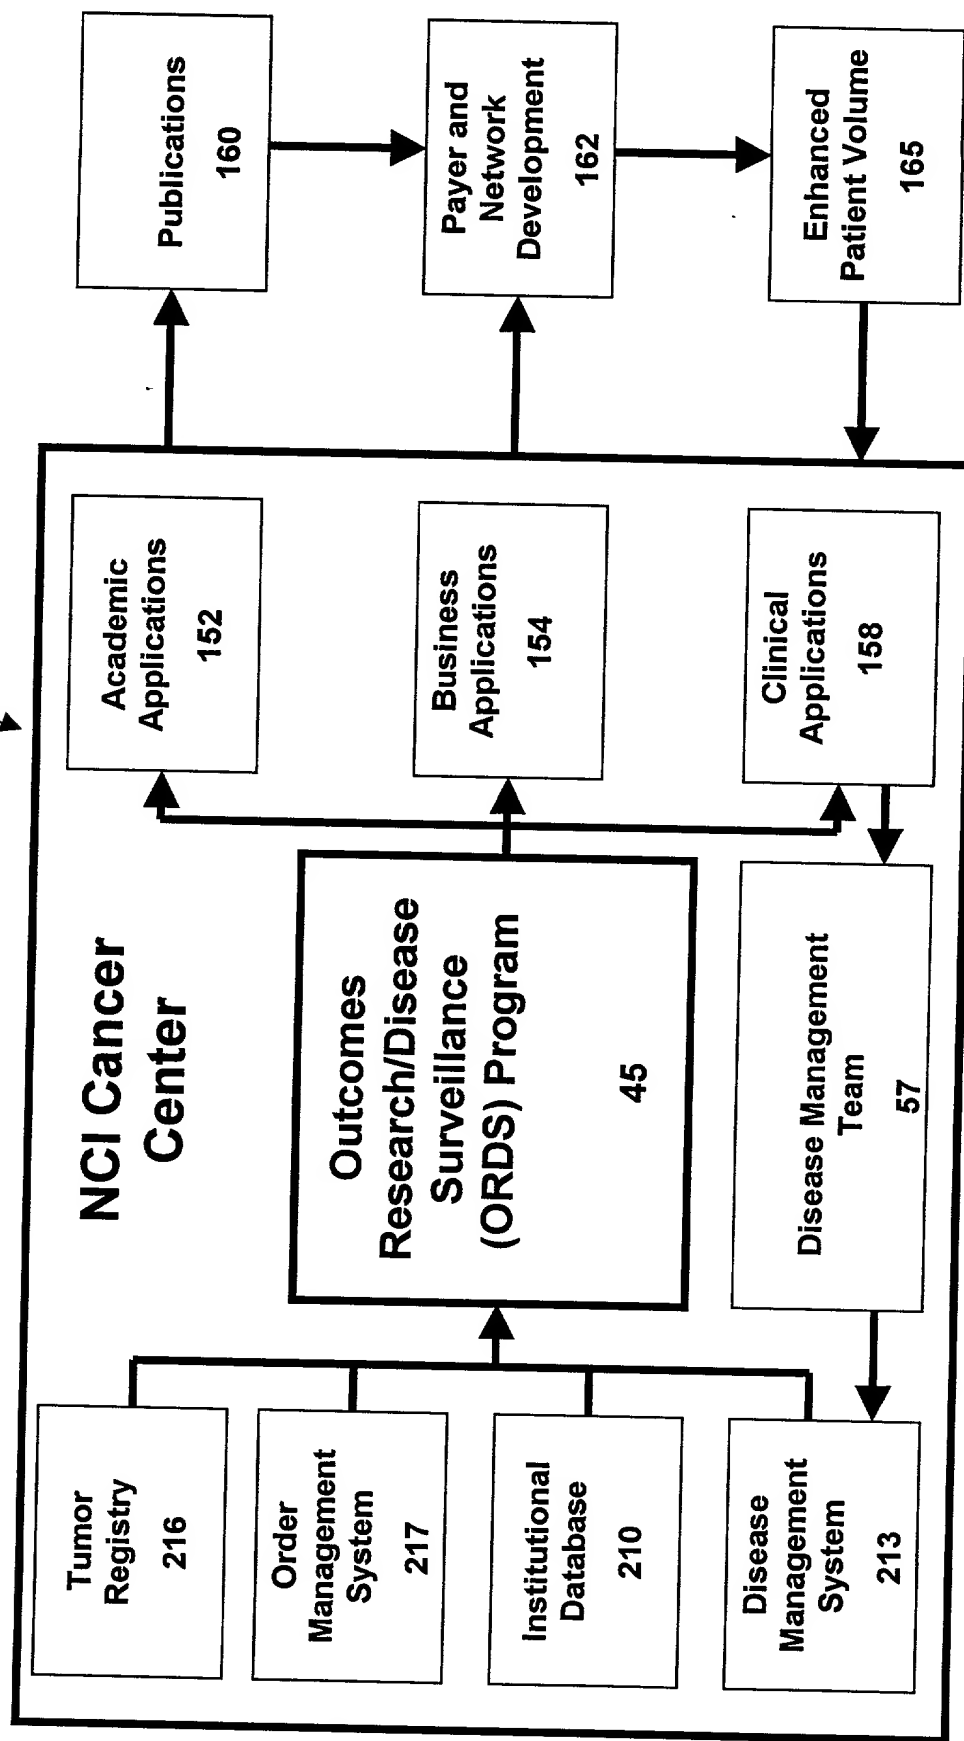 NCI Cancer
Center
Tumor
Registry
216
Order
Management
System
217
Institutional
Database
210
Disease
Management
System
213
Outcomes
Research/Disease
Surveillance
(ORDS) Program
45
Disease Management
Team
57
Academic
Applications
152
Business
Applications
154
Clinical
Applications
158
Publications
160
Payer and
Network
Development
162
Enhanced
Patient Volume
165